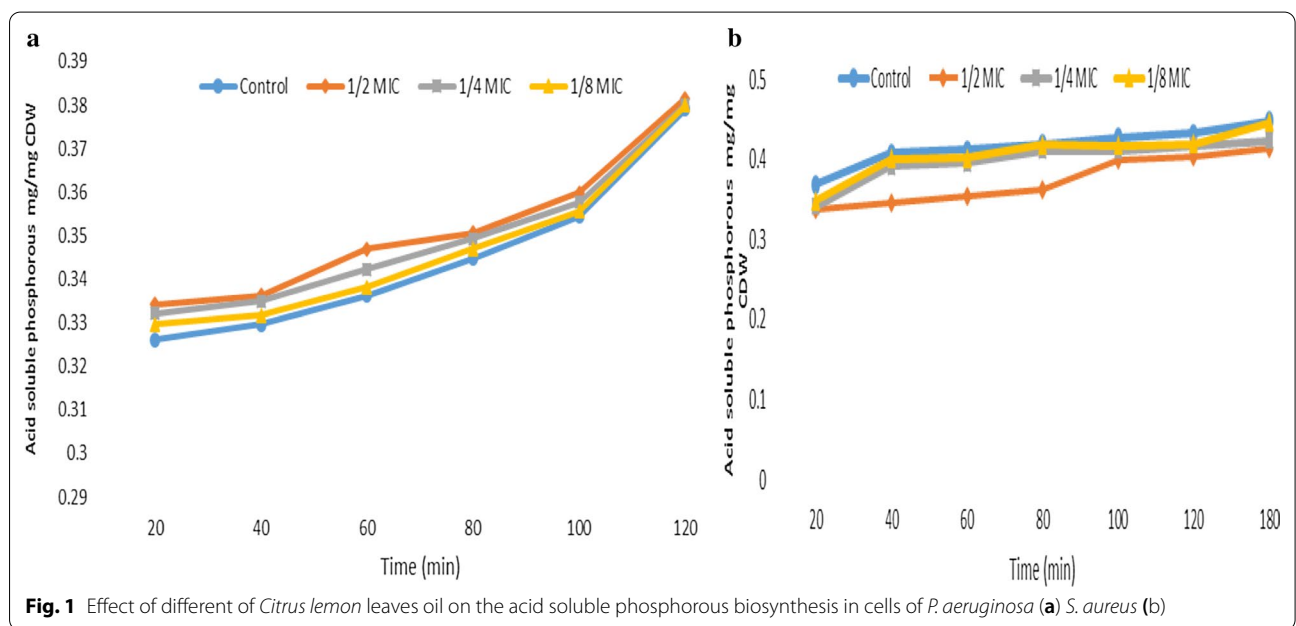 a
Acid soluble phosphorous mg/mg CDW
0.39
0.38
0.37
0.36
0.35
0.34
0.33
0.32
0.31
0.3
0.29
Control 1/2 MIC 1/4 MIC 1/8 MIC
20 40 60 80 100 120
Time (min)
b
Acid soluble phosphorous mg/mg
CDW
0.5
0.4
0.3
0.2
0.1
0
Control 1/2 MIC 1/4 MIC 1/8 MIC
20 40 60 80 100 120 180
Time (min)
Fig. 1 Effect of different of Citrus lemon leaves oil on the acid soluble phosphorous biosynthesis in cells of P. aeruginosa (a) S. aureus (b)